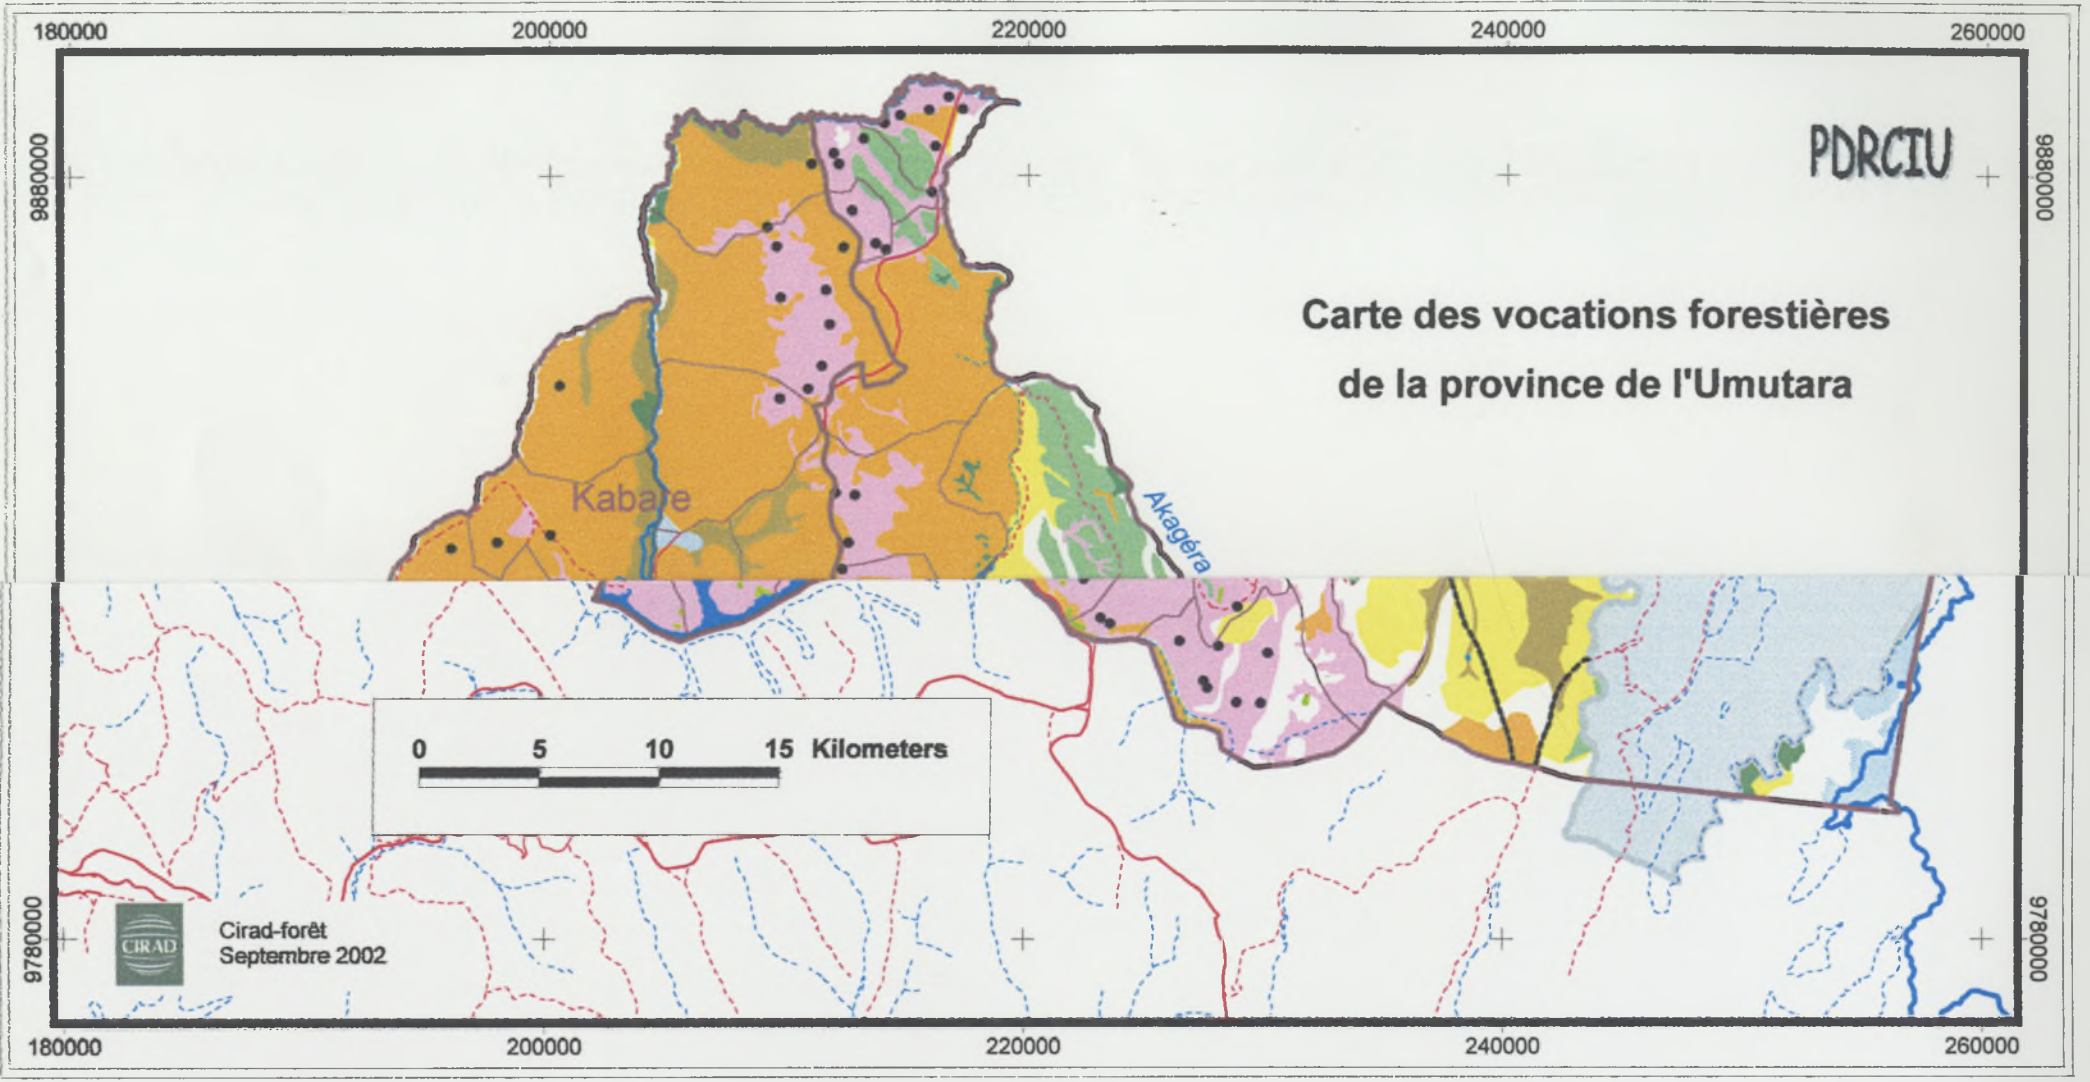 180000 200000 220000 240000 260000
9880000 9880000
PDRCIU
Carte des vocations forestières
de la province de l'Umutara
Kabare
Akagéra
0 5 10 15 Kilometers
CIRAD
Cirad-forêt
Septembre 2002
9780000 9780000
180000 200000 220000 240000 260000